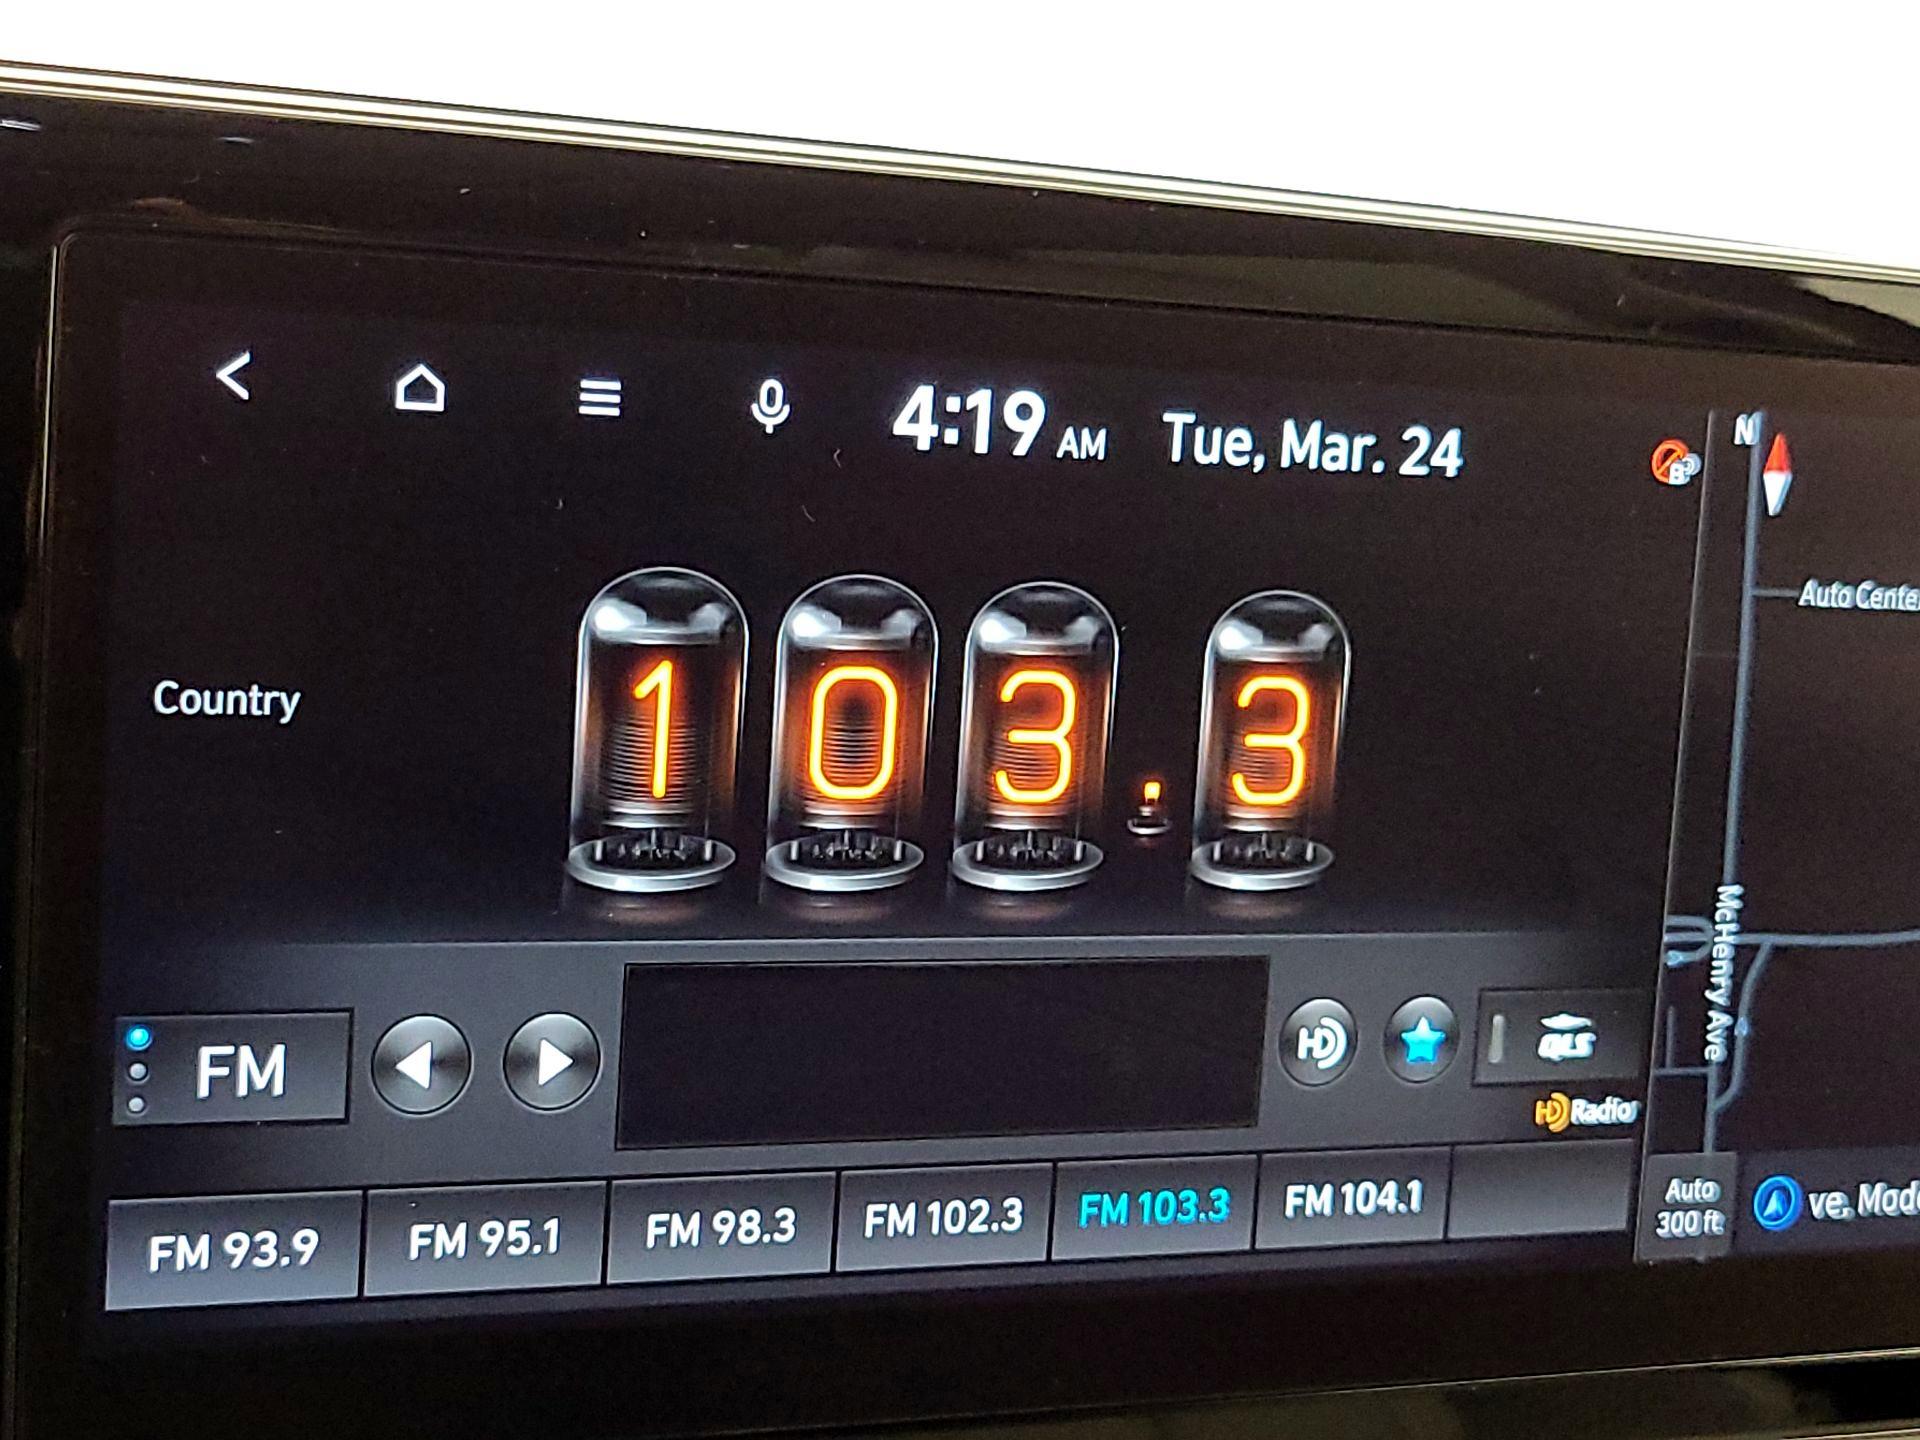 4:19 AM Tue, Mar. 24
N
Auto Cente
Country
103.3
McHenry Ave
FM
HD
QLS
HD Radio
FM 93.9
FM 95.1
FM 98.3
FM 102.3
FM 103.3
FM 104.1
Auto
300 ft
ve, Mod